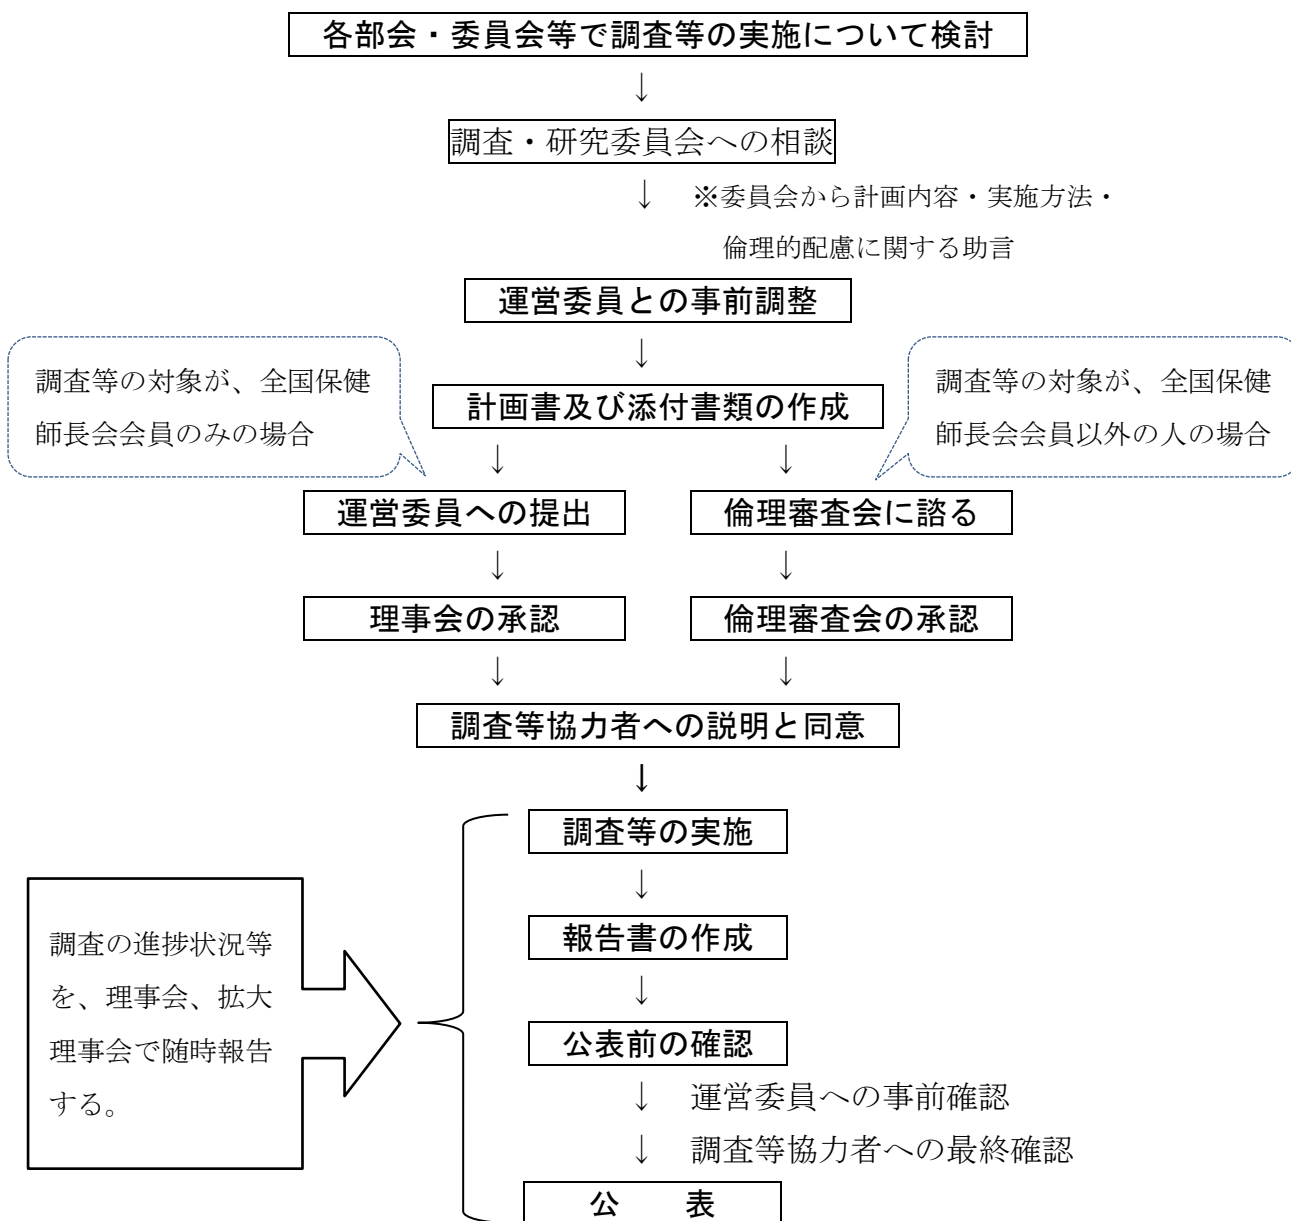 各部会・委員会等で調査等の実施について検討
↓
調査・研究委員会への相談
↓ ※委員会から計画内容・実施方法・
倫理的配慮に関する助言
運営委員との事前調整
↓
調査等の対象が、全国保健
師長会会員のみの場合
調査等の対象が、全国保健
師長会会員以外の人の場合
計画書及び添付書類の作成
↓ ↓
運営委員への提出 倫理審査会に諮る
↓ ↓
理事会の承認 倫理審査会の承認
↓ ↓
調査等協力者への説明と同意
↓
調査等の実施
↓
報告書の作成
↓
調査の進捗状況等
を、理事会、拡大
理事会で随時報告
する。
公表前の確認
↓ 運営委員への事前確認
↓ 調査等協力者への最終確認
公　　表